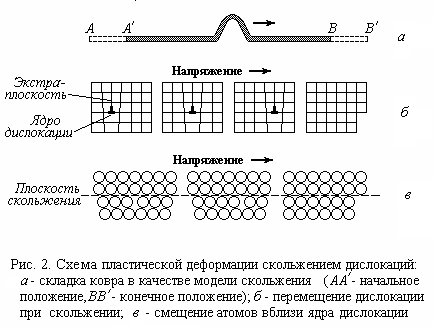 A A′ B B′
а
Напряжение
Экстра-
плоскость
Ядро
дислокации
б
Напряжение
Плоскость
скольжения
в
Рис. 2. Схема пластической деформации скольжением дислокаций:
а - складка ковра в качестве модели скольжения (AA′ - начальное
положение, BB′ - конечное положение); б - перемещение дислокации
при скольжении; в - смещение атомов вблизи ядра дислокации